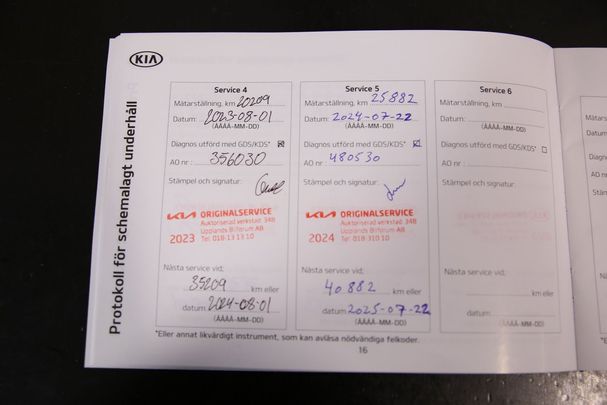 KIA
Protokoll för schemalagt underhåll
Service 4
Mätarställning, km 20209
Datum: 2023-08-01
(ÅÅÅÅ-MM-DD)
Diagnos utförd med GDS/KDS* ☒
AO nr : 356030
Stämpel och signatur:
KIA ORIGINALSERVICE
Auktoriserad verkstad 348
Upplands Bilforum AB
2023 Tel: 018-13 13 10
Nästa service vid;
35209 km eller
datum 2024-08-01
(ÅÅÅÅ-MM-DD)
Service 5
Mätarställning, km 25882
Datum: 2024-07-22
(ÅÅÅÅ-MM-DD)
Diagnos utförd med GDS/KDS* ☑
AO nr : 480530
Stämpel och signatur:
KIA ORIGINALSERVICE
Auktoriserad verkstad 348
Upplands Bilforum AB
2024 Tel: 018-310 10
Nästa service vid;
40882 km eller
datum 2025-07-22
(ÅÅÅÅ-MM-DD)
Service 6
Mätarställning, km
Datum:
(ÅÅÅÅ-MM-DD)
Diagnos utförd med GDS/KDS* ☐
AO nr :
Stämpel och signatur:
Nästa service vid;
km eller
datum
(ÅÅÅÅ-MM-DD)
*Eller annat likvärdigt instrument, som kan avläsa nödvändiga felkoder.
16